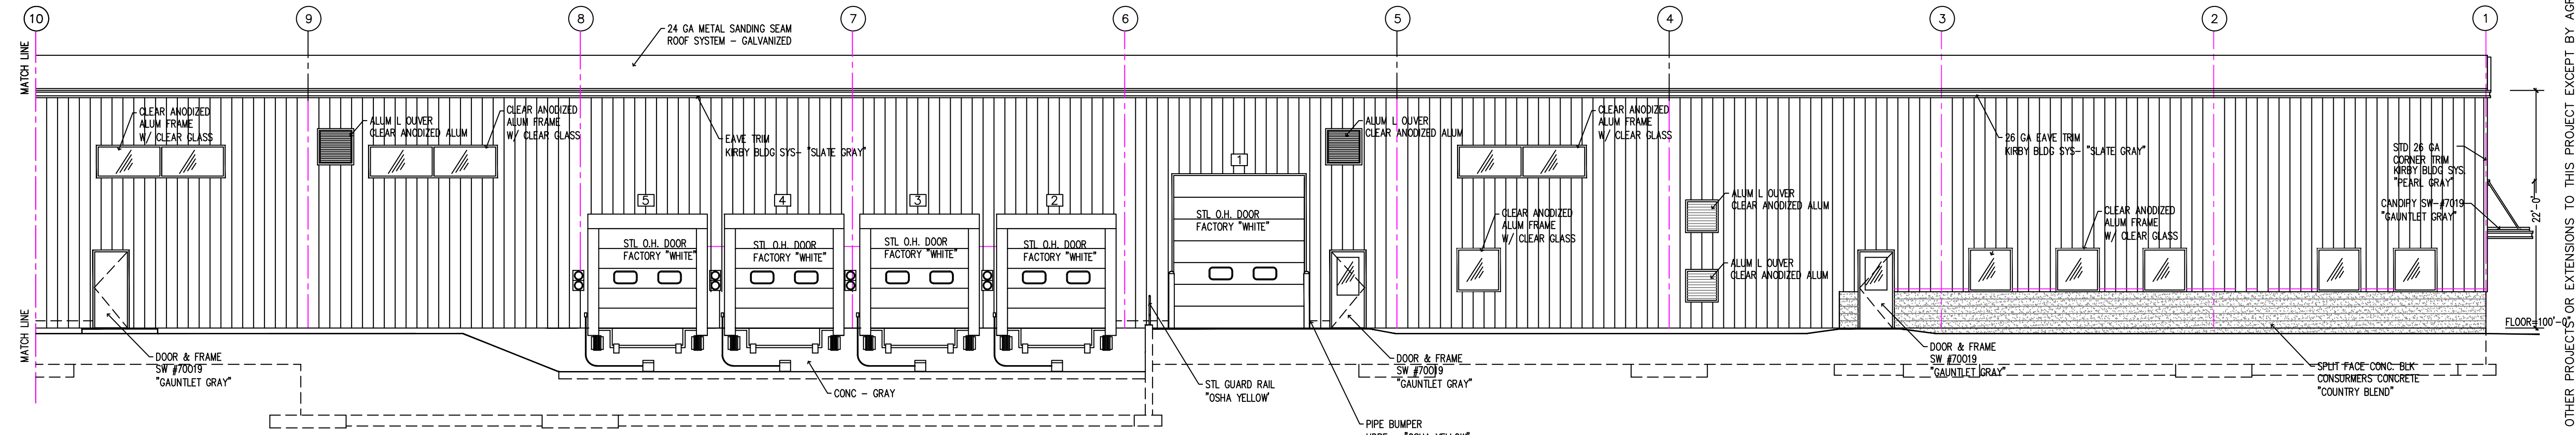 10
9
8
7
6
5
4
3
2
1
24 GA METAL SANDING SEAM
ROOF SYSTEM - GALVANIZED
MATCH LINE
MATCH LINE
CLEAR ANODIZED
ALUM FRAME
W/ CLEAR GLASS
ALUM L OUVER
CLEAR ANODIZED ALUM
CLEAR ANODIZED
ALUM FRAME
W/ CLEAR GLASS
EAVE TRIM
KIRBY BLDG SYS- "SLATE GRAY"
ALUM L OUVER
CLEAR ANODIZED ALUM
CLEAR ANODIZED
ALUM FRAME
W/ CLEAR GLASS
26 GA EAVE TRIM
KIRBY BLDG SYS- "SLATE GRAY"
STD 26 GA
CORNER TRIM
KIRBY BLDG SYS.
"PEARL GRAY"
CANOIPY SW-#7019
"GAUNTLET GRAY"
22'-0"
5
4
3
2
1
STL O.H. DOOR
FACTORY "WHITE"
STL O.H. DOOR
FACTORY "WHITE"
STL O.H. DOOR
FACTORY "WHITE"
STL O.H. DOOR
FACTORY "WHITE"
STL O.H. DOOR
FACTORY "WHITE"
CLEAR ANODIZED
ALUM FRAME
W/ CLEAR GLASS
ALUM L OUVER
CLEAR ANODIZED ALUM
ALUM L OUVER
CLEAR ANODIZED ALUM
CLEAR ANODIZED
ALUM FRAME
W/ CLEAR GLASS
FLOOR=100'-0"
DOOR & FRAME
SW #70019
"GAUNTLET GRAY"
CONC - GRAY
STL GUARD RAIL
"OSHA YELLOW'
DOOR & FRAME
SW #70019
"GAUNTLET GRAY"
PIPE BUMPER
"OSHA YELLOW"
DOOR & FRAME
SW #70019
"GAUNTLET GRAY"
SPLIT FACE CONC. BLK
CONSURMERS CONCRETE
"COUNTRY BLEND"
OTHER PROJECTS" OR EXTENSIONS TO THIS PROJECT EXCEPT BY